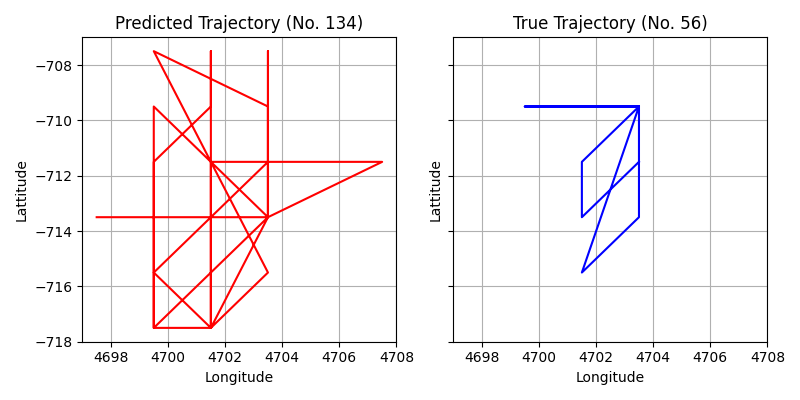 Predicted Trajectory (No. 134)
True Trajectory (No. 56)
Lattitude
−708
−710
−712
−714
−716
−718
4698 4700 4702 4704 4706 4708
Longitude
Lattitude
4698 4700 4702 4704 4706 4708
Longitude